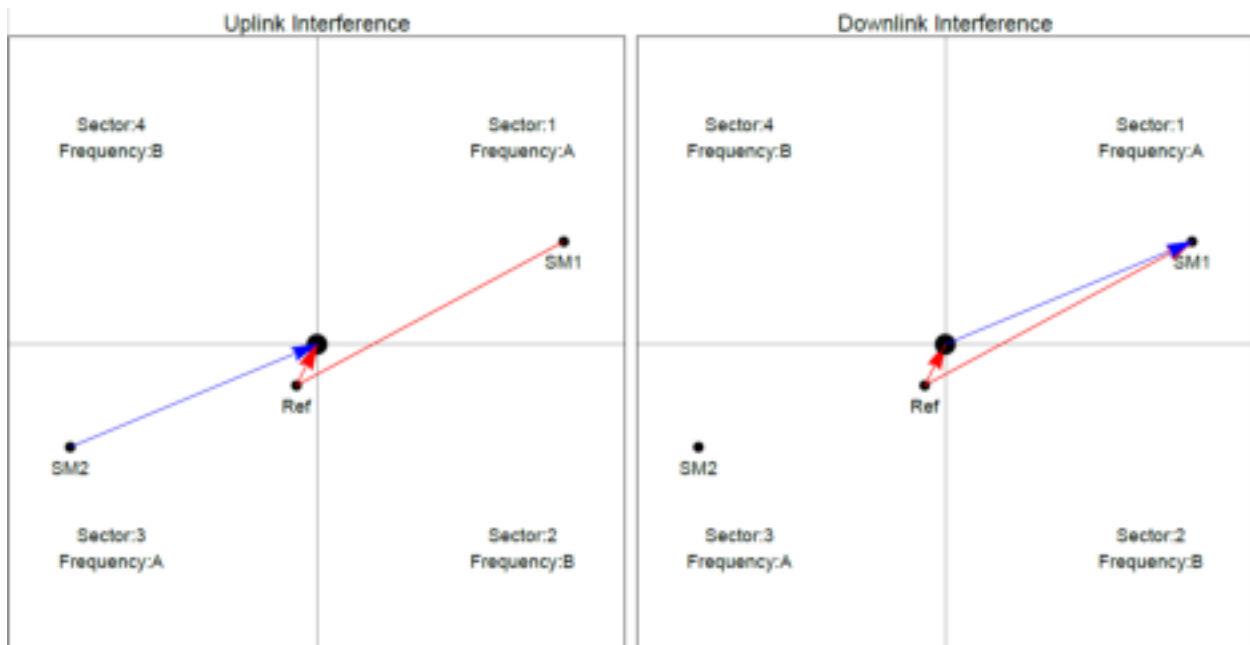 Uplink Interference
Sector:4
Frequency:B
Sector:1
Frequency:A
SM1
Ref
SM2
Sector:3
Frequency:A
Sector:2
Frequency:B
Downlink Interference
Sector:4
Frequency:B
Sector:1
Frequency:A
SM1
Ref
SM2
Sector:3
Frequency:A
Sector:2
Frequency:B